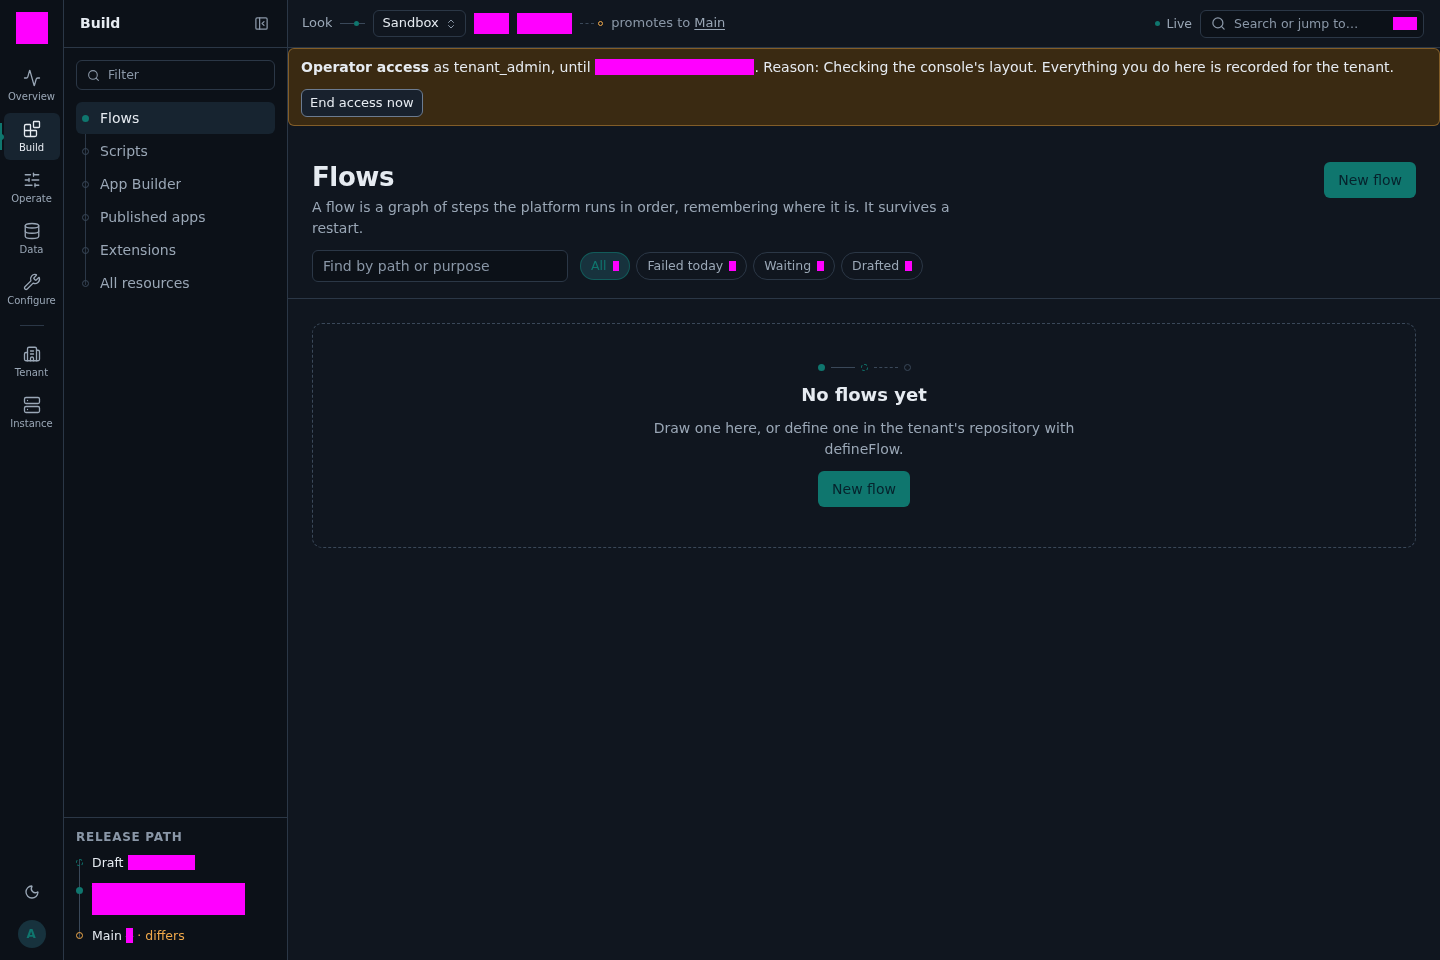 Build
Look
Sandbox
promotes to Main
Live
Search or jump to...
Overview
Build
Operate
Data
Configure
Tenant
Instance
A
Filter
Flows
Scripts
App Builder
Published apps
Extensions
All resources
RELEASE PATH
Draft
Main · differs
Operator access as tenant_admin, until . Reason: Checking the console's layout. Everything you do here is recorded for the tenant.
End access now
Flows
New flow
A flow is a graph of steps the platform runs in order, remembering where it is. It survives a
restart.
Find by path or purpose
All
Failed today
Waiting
Drafted
No flows yet
Draw one here, or define one in the tenant's repository with
defineFlow.
New flow